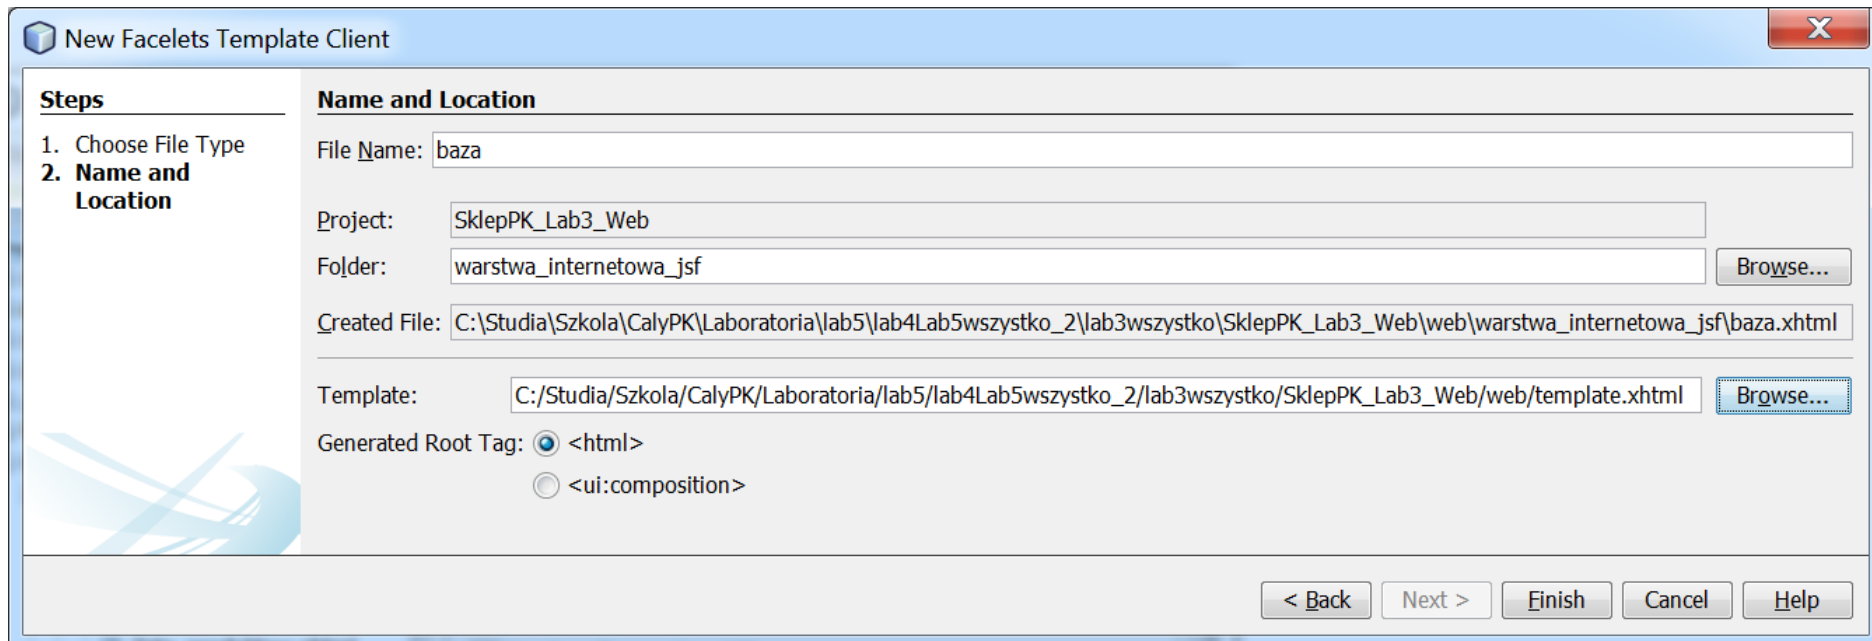 New Facelets Template Client
X
Steps
1. Choose File Type
2. Name and
Location
Name and Location
File Name: baza
Project: SklepPK_Lab3_Web
Folder: warstwa_internetowa_jsf Browse...
Created File: C:\Studia\Szkola\CalyPK\Laboratoria\lab5\lab4Lab5wszystko_2\lab3wszystko\SklepPK_Lab3_Web\web\warstwa_internetowa_jsf\baza.xhtml
Template: C:/Studia/Szkola/CalyPK/Laboratoria/lab5/lab4Lab5wszystko_2/lab3wszystko/SklepPK_Lab3_Web/web/template.xhtml Browse...
Generated Root Tag: <html>
<ui:composition>
< Back Next > Finish Cancel Help